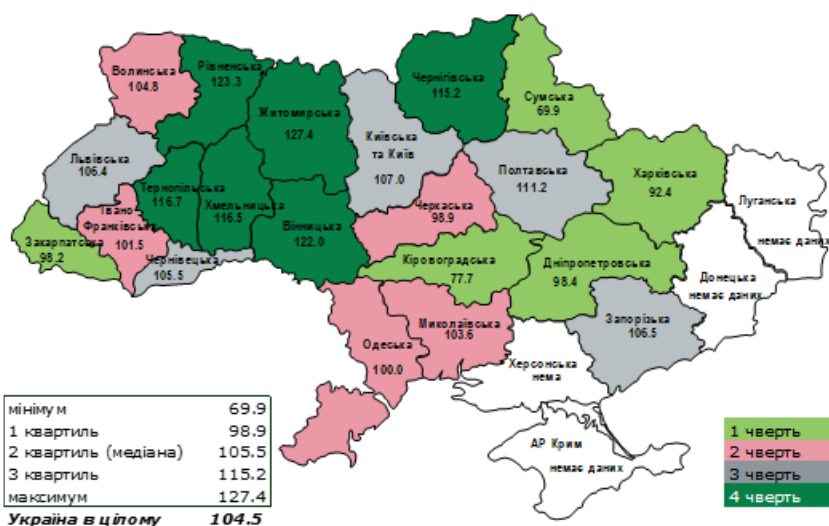 Волинська
104.8
Рівненська
123.3
Житомирська
127.4
Київська
та Київ
107.0
Чернігівська
115.2
Сумська
69.9
Львівська
106.4
Тернопільська
116.7
Хмельницька
116.5
Вінницька
122.0
Черкаська
98.9
Полтавська
111.2
Харківська
92.4
Луганська
немає даних
Закарпатська
98.2
Івано
Франківська
101.5
Чернівецька
105.5
Кіровоградська
77.7
Дніпропетровська
98.4
Донецька
немає даних
Одеська
100.0
Миколаївська
103.6
Запорізька
106.5
Херсонська
нема
АР Крим
немає даних
мінімум 69.9
1 квартиль 98.9
2 квартиль (медіана) 105.5
3 квартиль 115.2
максимум 127.4
Україна в цілому 104.5
1 чверть
2 чверть
3 чверть
4 чверть